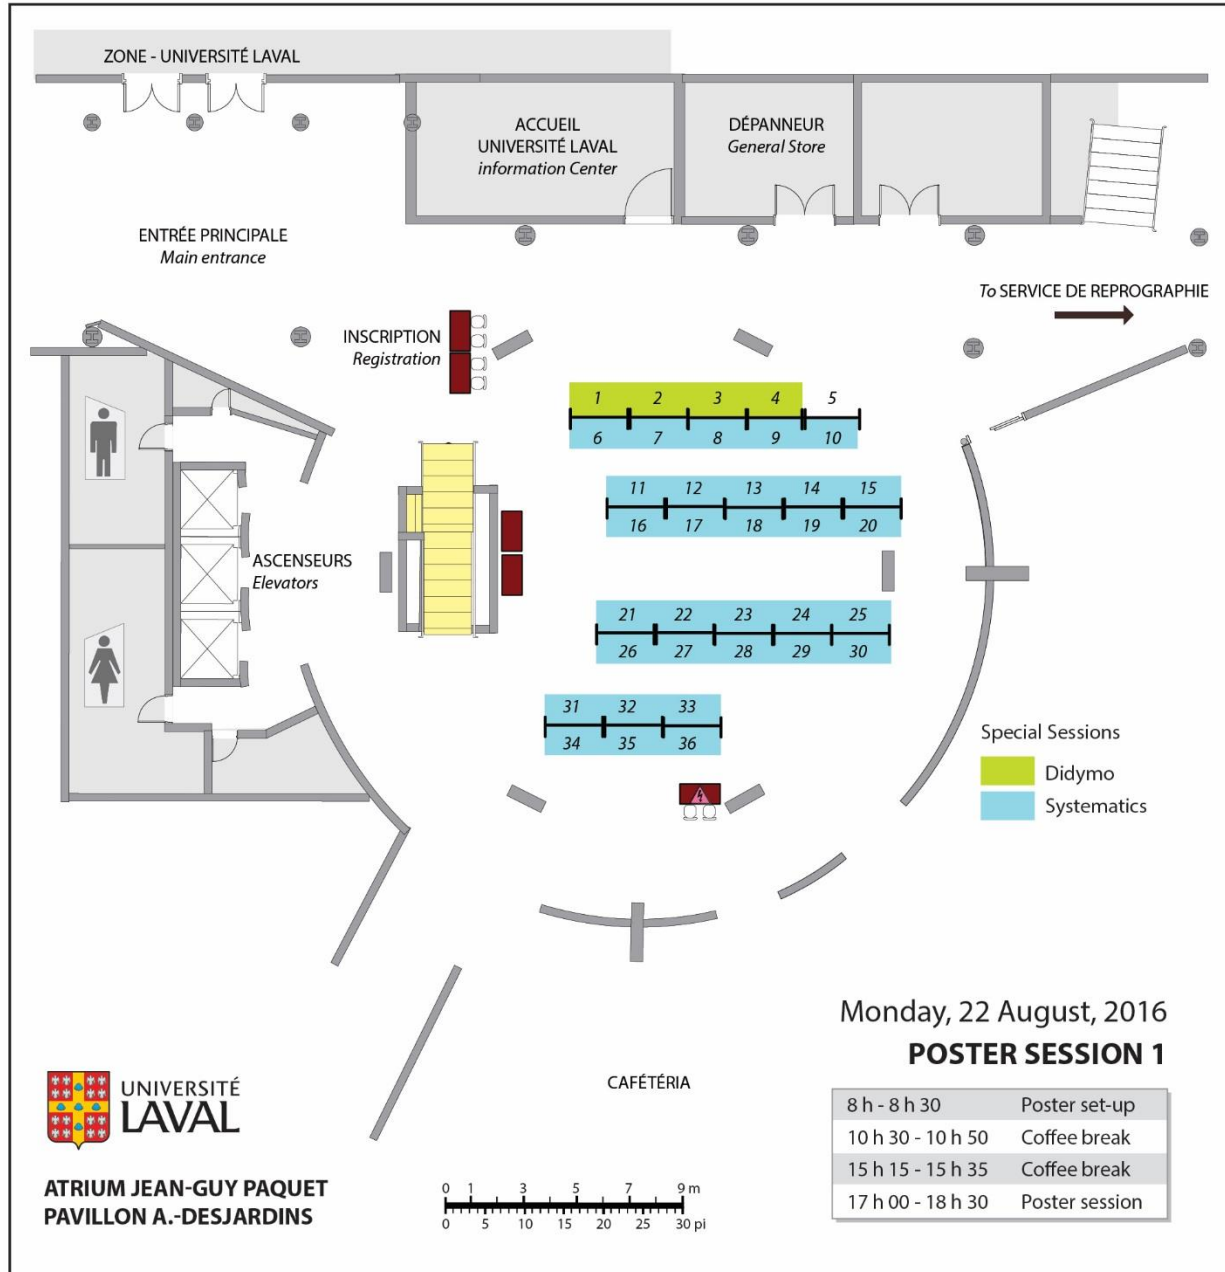 ZONE - UNIVERSITÉ LAVAL
ACCUEIL
UNIVERSITÉ LAVAL
information Center
DÉPANNEUR
General Store
ENTRÉE PRINCIPALE
Main entrance
To SERVICE DE REPROGRAPHIE
INSCRIPTION
Registration
1 2 3 4 5
6 7 8 9 10
11 12 13 14 15
16 17 18 19 20
ASCENSEURS
Elevators
21 22 23 24 25
26 27 28 29 30
31 32 33
34 35 36
Special Sessions
Didymo
Systematics
Monday, 22 August, 2016
POSTER SESSION 1
8 h - 8 h 30 Poster set-up
10 h 30 - 10 h 50 Coffee break
15 h 15 - 15 h 35 Coffee break
17 h 00 - 18 h 30 Poster session
CAFÉTÉRIA
UNIVERSITÉ
LAVAL
ATRIUM JEAN-GUY PAQUET
PAVILLON A.-DESJARDINS
0 1 3 5 7 9 m
0 5 10 15 20 25 30 pi